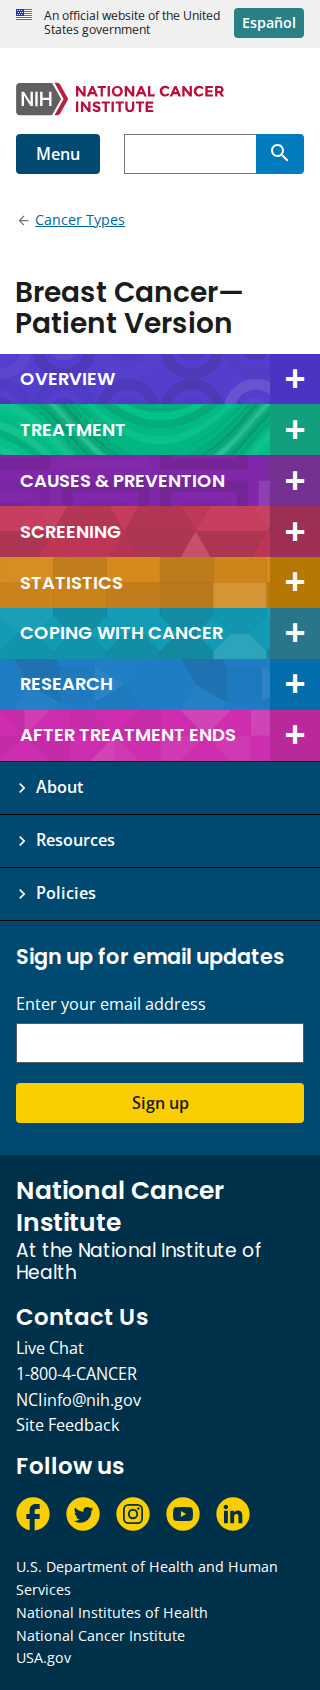 An official website of the United
States government
Español
NIH
NATIONAL CANCER
INSTITUTE
Menu
Cancer Types
Breast Cancer—
Patient Version
OVERVIEW
TREATMENT
CAUSES & PREVENTION
SCREENING
STATISTICS
COPING WITH CANCER
RESEARCH
AFTER TREATMENT ENDS
About
Resources
Policies
Sign up for email updates
Enter your email address
Sign up
National Cancer
Institute
At the National Institute of
Health
Contact Us
Live Chat
1-800-4-CANCER
NCIinfo@nih.gov
Site Feedback
Follow us
U.S. Department of Health and Human
Services
National Institutes of Health
National Cancer Institute
USA.gov